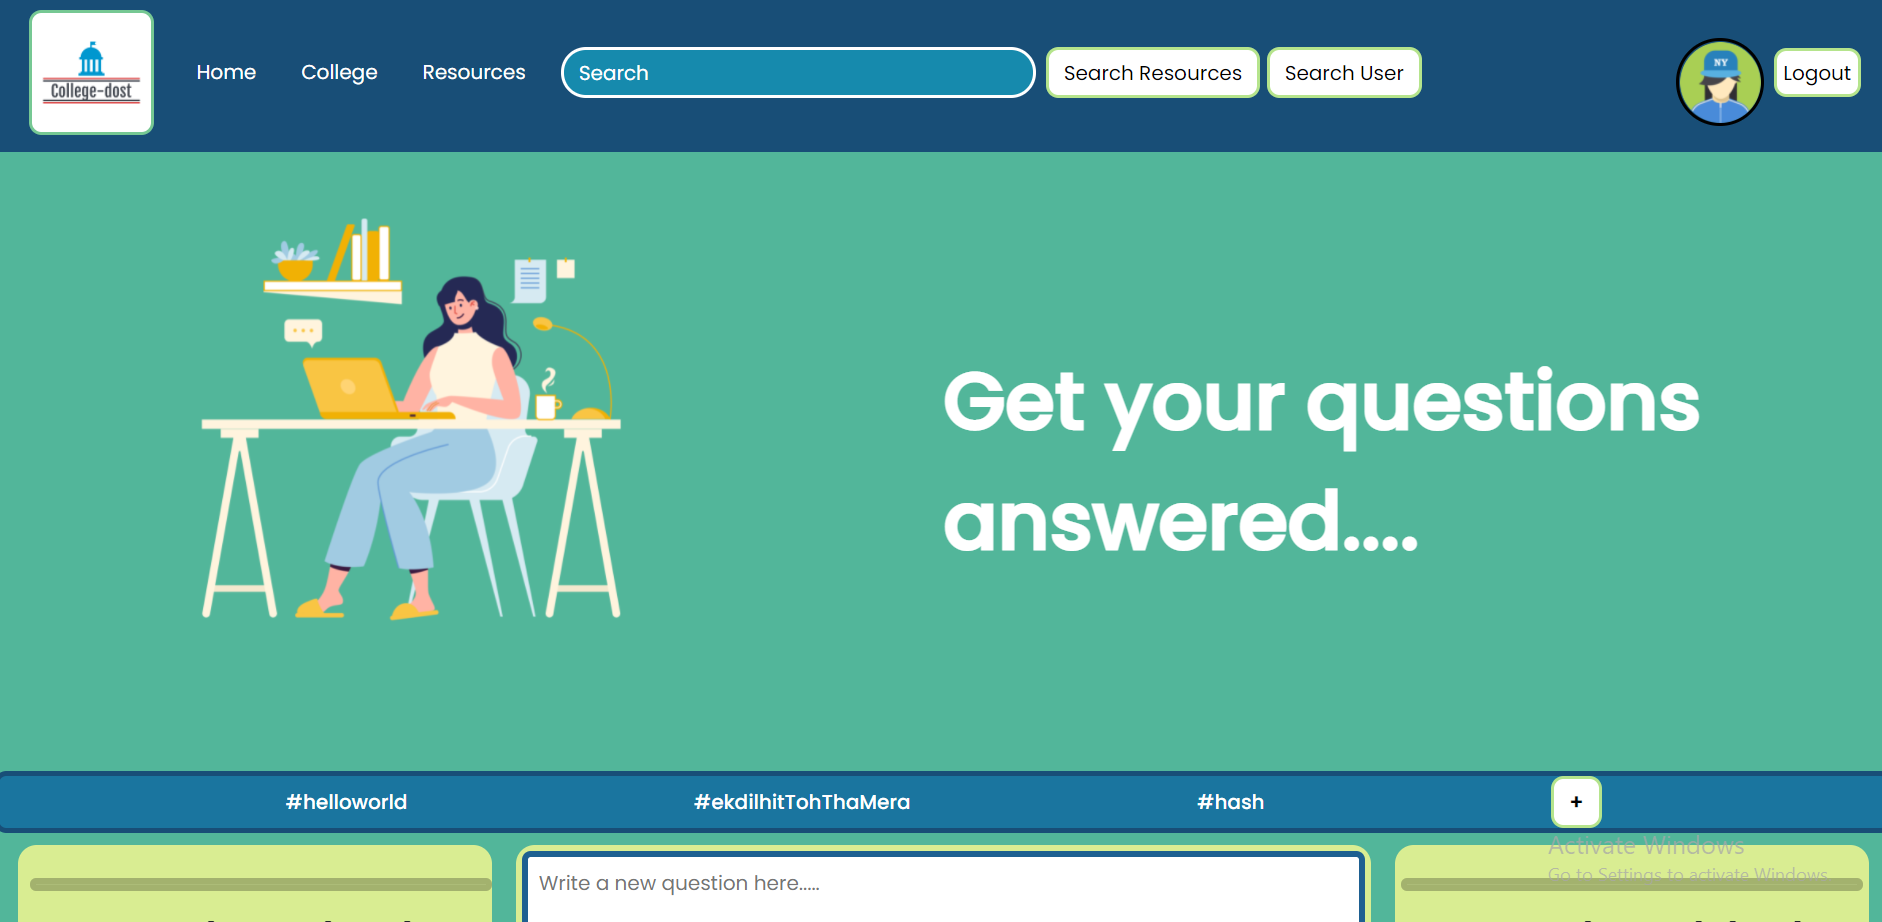 College-dost
Home College Resources Search Search Resources Search User NY Logout
Get your questions
answered....
#helloworld #ekdilhitTohThaMera #hash +
Activate Windows
Go to Settings to activate Windows.
Write a new question here.....